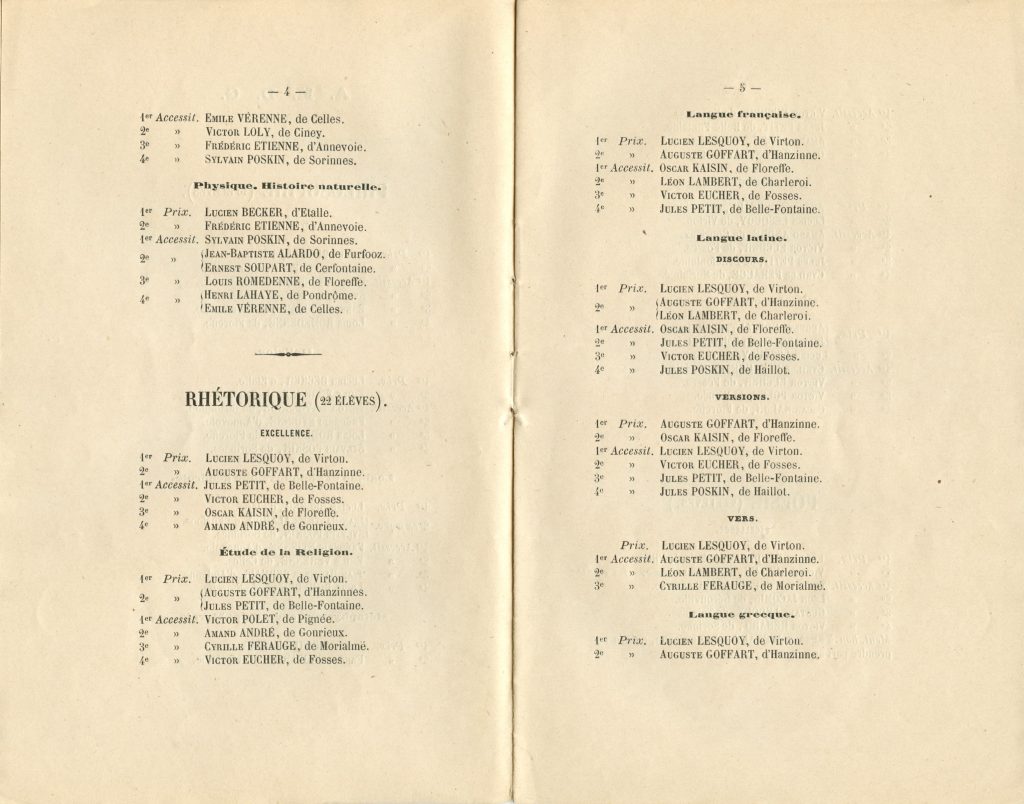 — 4 —
1er Accessit. EMILE VÉRENNE, de Celles.
2e » VICTOR LOLY, de Ciney.
3e » FRÉDÉRIC ETIENNE, d'Annevoie.
4e » SYLVAIN POSKIN, de Sorinnes.
Physique. Histoire naturelle.
1er Prix. LUCIEN BECKER, d'Etalle.
2e » FRÉDÉRIC ETIENNE, d'Annevoie.
1er Accessit. SYLVAIN POSKIN, de Sorinnes.
2e » JEAN-BAPTISTE ALARDO, de Furfooz.
ERNEST SOUPART, de Cerfontaine.
3e » LOUIS ROMEDENNE, de Floreffe.
4e » HENRI LAHAYE, de Pondrôme.
EMILE VÉRENNE, de Celles.
RHÉTORIQUE (22 ÉLÈVES).
EXCELLENCE.
1er Prix. LUCIEN LESQUOY, de Virton.
2e » AUGUSTE GOFFART, d'Hanzinne.
1er Accessit. JULES PETIT, de Belle-Fontaine.
2e » VICTOR EUCHER, de Fosses.
3e » OSCAR KAISIN, de Floreffe.
4e » AMAND ANDRÉ, de Gourieux.
Étude de la Religion.
1er Prix. LUCIEN LESQUOY, de Virton.
2e » AUGUSTE GOFFART, d'Hanzinnes.
JULES PETIT, de Belle-Fontaine.
1er Accessit. VICTOR POLET, de Pignée.
2e » AMAND ANDRÉ, de Gourieux.
3e » CYRILLE FERAUGE, de Morialmé.
4e » VICTOR EUCHER, de Fosses.
— 5 —
Langue française.
1er Prix. LUCIEN LESQUOY, de Virton.
2e » AUGUSTE GOFFART, d'Hanzinne.
1er Accessit. OSCAR KAISIN, de Floreffe.
2e » LÉON LAMBERT, de Charleroi.
3e » VICTOR EUCHER, de Fosses.
4e » JULES PETIT, de Belle-Fontaine.
Langue latine.
DISCOURS.
1er Prix. LUCIEN LESQUOY, de Virton.
2e » AUGUSTE GOFFART, d'Hanzinne.
LÉON LAMBERT, de Charleroi.
1er Accessit. OSCAR KAISIN, de Floreffe.
2e » JULES PETIT, de Belle-Fontaine.
3e » VICTOR EUCHER, de Fosses.
4e » JULES POSKIN, de Haillot.
VERSIONS.
1er Prix. AUGUSTE GOFFART, d'Hanzinne.
2e » OSCAR KAISIN, de Floreffe.
1er Accessit. LUCIEN LESQUOY, de Virton.
2e » VICTOR EUCHER, de Fosses.
3e » JULES PETIT, de Belle-Fontaine.
4e » JULES POSKIN, de Haillot.
VERS.
Prix. LUCIEN LESQUOY, de Virton.
1er Accessit. AUGUSTE GOFFART, d'Hanzinne.
2e » LÉON LAMBERT, de Charleroi.
3e » CYRILLE FERAUGE, de Morialmé.
Langue grecque.
1er Prix. LUCIEN LESQUOY, de Virton.
2e » AUGUSTE GOFFART, d'Hanzinne.